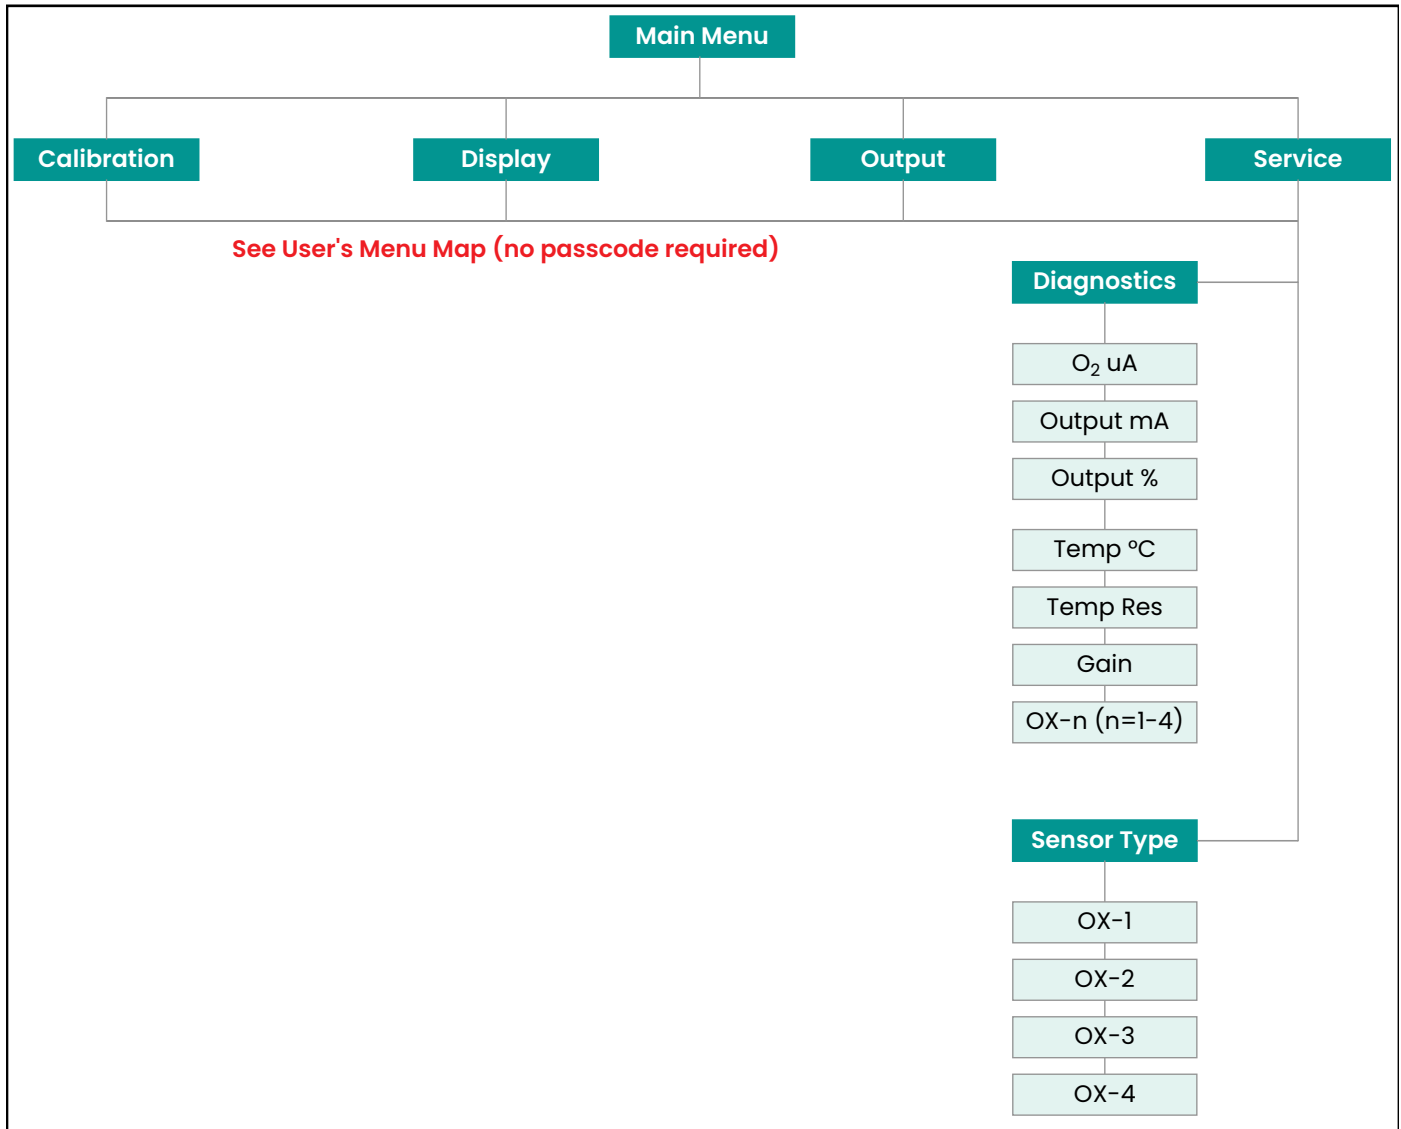 Main Menu
Calibration
Display
Output
Service
See User's Menu Map (no passcode required)
Diagnostics
O₂ uA
Output mA
Output %
Temp ºC
Temp Res
Gain
OX-n (n=1-4)
Sensor Type
OX-1
OX-2
OX-3
OX-4